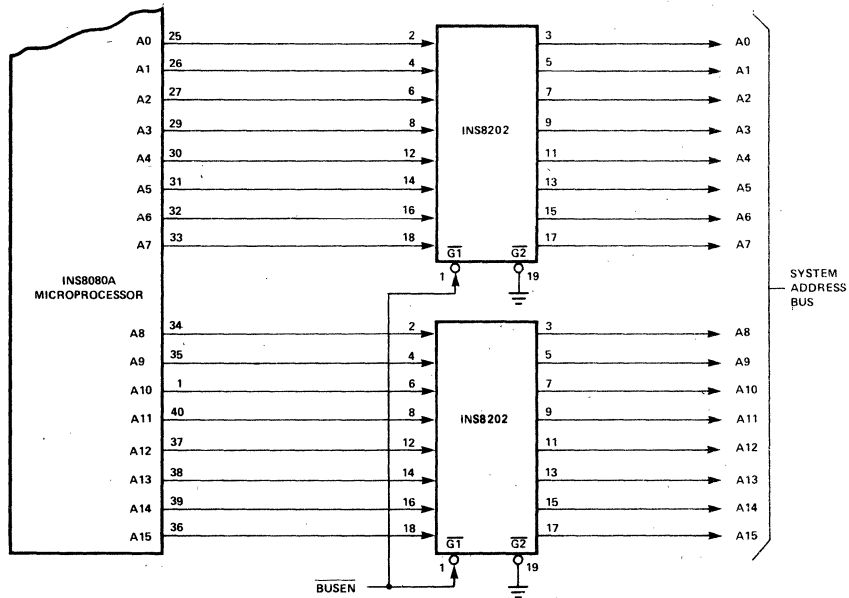 A0 25 2 3 A0
A1 26 4 5 A1
A2 27 6 7 A2
A3 29 8 INS8202 9 A3
A4 30 12 11 A4
A5 31 14 13 A5
A6 32 16 15 A6
A7 33 18 17 A7
G1 G2
1 19
INS8080A
MICROPROCESSOR
SYSTEM
ADDRESS
BUS
A8 34 2 3 A8
A9 35 4 5 A9
A10 1 6 7 A10
A11 40 8 INS8202 9 A11
A12 37 12 11 A12
A13 38 14 13 A13
A14 39 16 15 A14
A15 36 18 17 A15
G1 G2
1 19
BUSEN